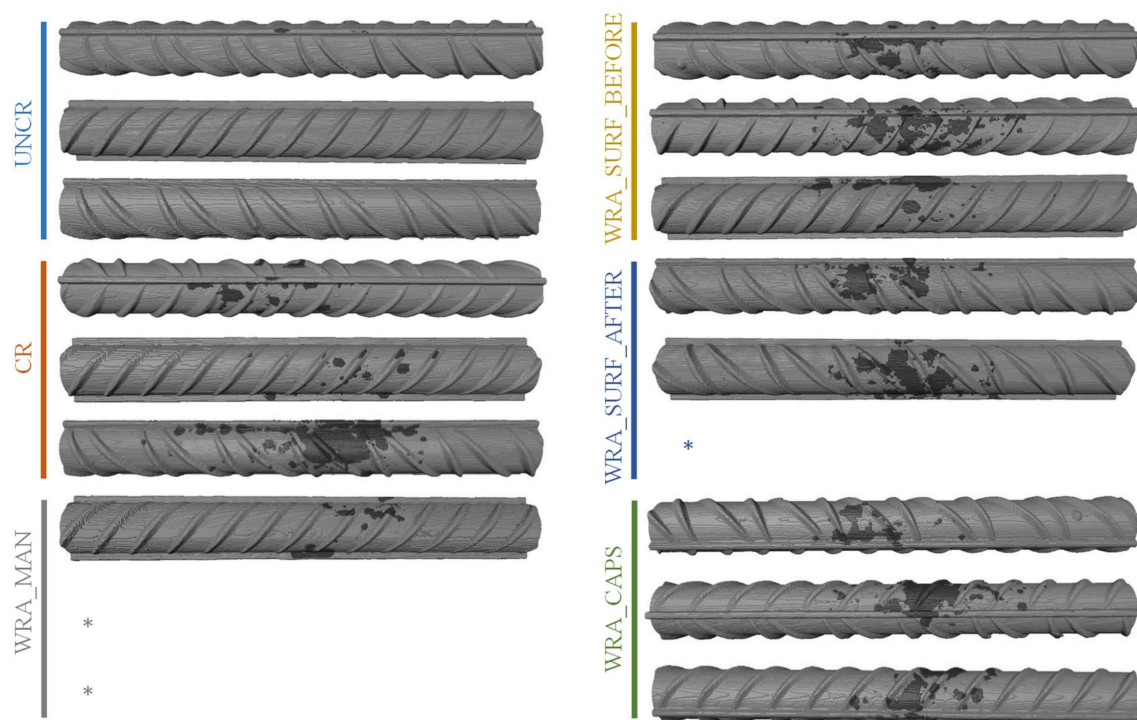 UNCR
CR
WRA_MAN
*
*
WRA_SURF_BEFORE
WRA_SURF_AFTER
*
WRA_CAPS